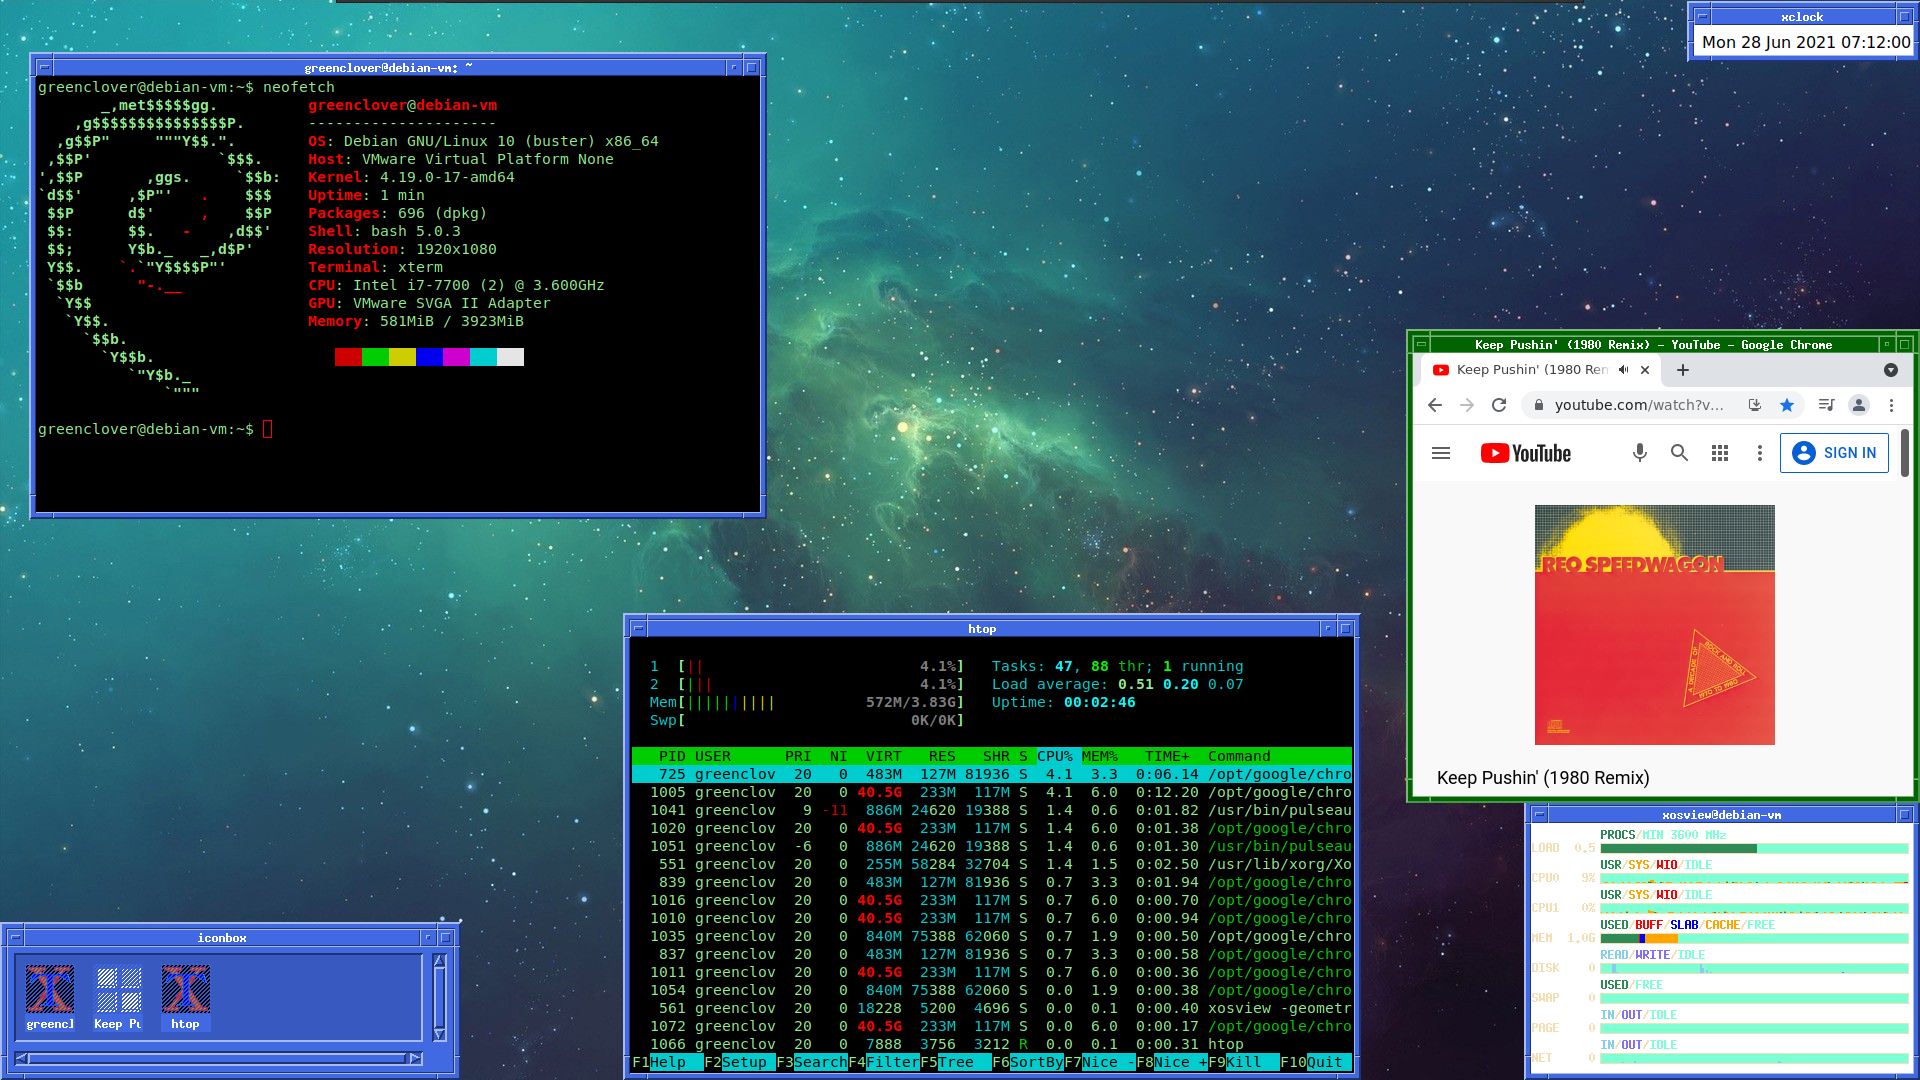 xclock
Mon 28 Jun 2021 07:12:00
greenclover@debian-vm: ~
greenclover@debian-vm:~$ neofetch
_,met$$$$$gg.
,g$$$$$$$$$$$$$$$P.
,g$$P"     """Y$$.".
,$$P'              `$$$.
',$$P       ,ggs.     `$$b:
`d$$'     ,$P"'   .    $$$
$$P      d$'     ,    $$P
$$:      $$.   -    ,d$$'
$$;      Y$b._   _,d$P'
Y$$.    `.`"Y$$$$P"'
`$$b      "-.__
`Y$$
`Y$$.
`$$b.
`Y$$b.
`"Y$b._
`"""
greenclover@debian-vm
---------------------
OS: Debian GNU/Linux 10 (buster) x86_64
Host: VMware Virtual Platform None
Kernel: 4.19.0-17-amd64
Uptime: 1 min
Packages: 696 (dpkg)
Shell: bash 5.0.3
Resolution: 1920x1080
Terminal: xterm
CPU: Intel i7-7700 (2) @ 3.600GHz
GPU: VMware SVGA II Adapter
Memory: 581MiB / 3923MiB
greenclover@debian-vm:~$
Keep Pushin' (1980 Remix) - YouTube - Google Chrome
Keep Pushin' (1980 Ren
youtube.com/watch?v...
YouTube
SIGN IN
REO SPEEDWAGON
A DECADE OF
ROCK AND ROLL
1970 TO 1980
Keep Pushin' (1980 Remix)
htop
1  [||                        4.1%]   Tasks: 47, 88 thr; 1 running
2  [|||                       4.1%]   Load average: 0.51 0.20 0.07
Mem[||||||||||          572M/3.83G]   Uptime: 00:02:46
Swp[                         0K/0K]
PID USER      PRI  NI  VIRT   RES   SHR S CPU% MEM%   TIME+  Command
725 greenclov  20   0  483M  127M 81936 S  4.1  3.3  0:06.14 /opt/google/chro
1005 greenclov  20   0 40.5G  233M  117M S  4.1  6.0  0:12.20 /opt/google/chro
1041 greenclov   9 -11  886M 24620 19388 S  1.4  0.6  0:01.82 /usr/bin/pulseau
1020 greenclov  20   0 40.5G  233M  117M S  1.4  6.0  0:01.38 /opt/google/chro
1051 greenclov  -6   0  886M 24620 19388 S  1.4  0.6  0:01.30 /usr/bin/pulseau
551 greenclov  20   0  255M 58284 32704 S  1.4  1.5  0:02.50 /usr/lib/xorg/Xo
839 greenclov  20   0  483M  127M 81936 S  0.7  3.3  0:01.94 /opt/google/chro
1016 greenclov  20   0 40.5G  233M  117M S  0.7  6.0  0:00.70 /opt/google/chro
1010 greenclov  20   0 40.5G  233M  117M S  0.7  6.0  0:00.94 /opt/google/chro
1035 greenclov  20   0  840M 75388 62060 S  0.7  1.9  0:00.50 /opt/google/chro
837 greenclov  20   0  483M  127M 81936 S  0.7  3.3  0:00.58 /opt/google/chro
1011 greenclov  20   0 40.5G  233M  117M S  0.7  6.0  0:00.36 /opt/google/chro
1054 greenclov  20   0  840M 75388 62060 S  0.0  1.9  0:00.38 /opt/google/chro
561 greenclov  20   0 18228  5200  4696 S  0.0  0.1  0:00.40 xosview -geometr
1072 greenclov  20   0 40.5G  233M  117M S  0.0  6.0  0:00.17 /opt/google/chro
1066 greenclov  20   0  7888  3756  3212 R  0.0  0.1  0:00.31 htop
F1Help  F2Setup F3SearchF4FilterF5Tree  F6SortByF7Nice -F8Nice +F9Kill  F10Quit
xosview@debian-vm
PROCS/MIN 3600 MHz
LOAD 0.5
USR/SYS/WIO/IDLE
CPU0 9%
USR/SYS/WIO/IDLE
CPU1 0%
USED/BUFF/SLAB/CACHE/FREE
MEM 1.0G
READ/WRITE/IDLE
DISK 0
USED/FREE
SWAP 0
IN/OUT/IDLE
PAGE 0
IN/OUT/IDLE
NET 0
iconbox
greencl
Keep Pu
htop